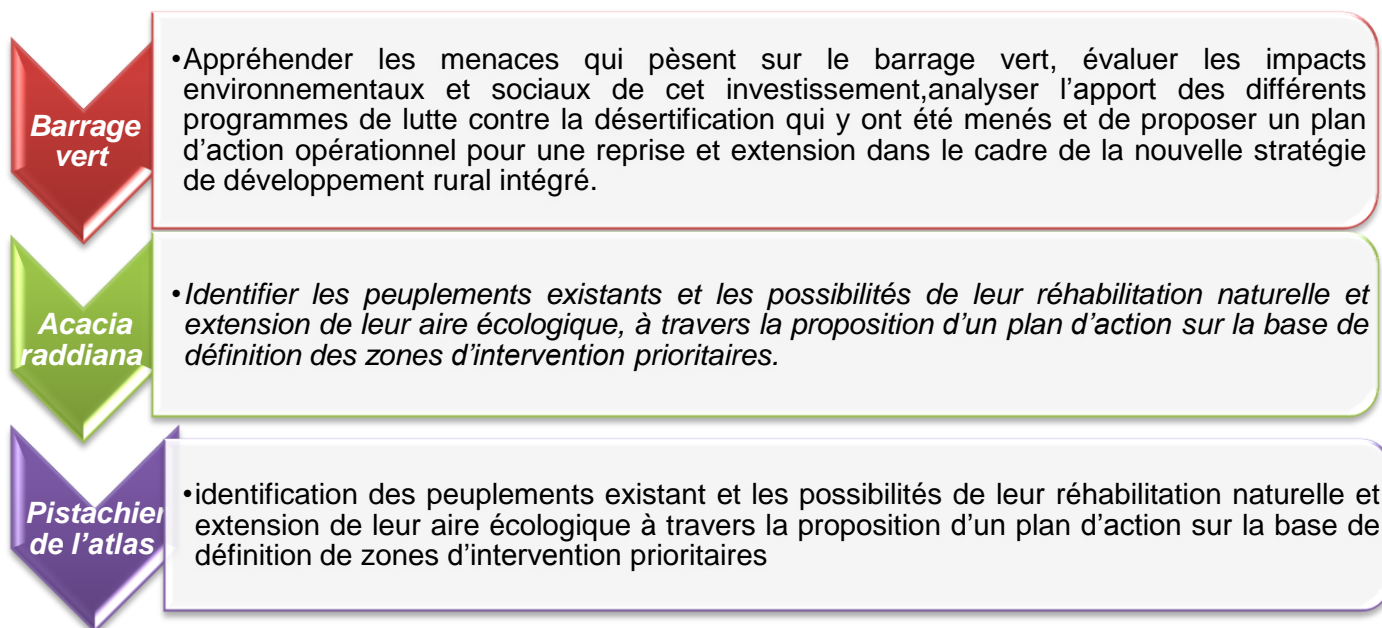 Barrage
vert
•Appréhender les menaces qui pèsent sur le barrage vert, évaluer les impacts
environnementaux et sociaux de cet investissement,analyser l’apport des différents
programmes de lutte contre la désertification qui y ont été menés et de proposer un plan
d’action opérationnel pour une reprise et extension dans le cadre de la nouvelle stratégie
de développement rural intégré.
Acacia
raddiana
•Identifier les peuplements existants et les possibilités de leur réhabilitation naturelle et
extension de leur aire écologique, à travers la proposition d’un plan d’action sur la base de
définition des zones d’intervention prioritaires.
Pistachier
de l’atlas
•identification des peuplements existant et les possibilités de leur réhabilitation naturelle et
extension de leur aire écologique à travers la proposition d’un plan d’action sur la base de
définition de zones d’intervention prioritaires